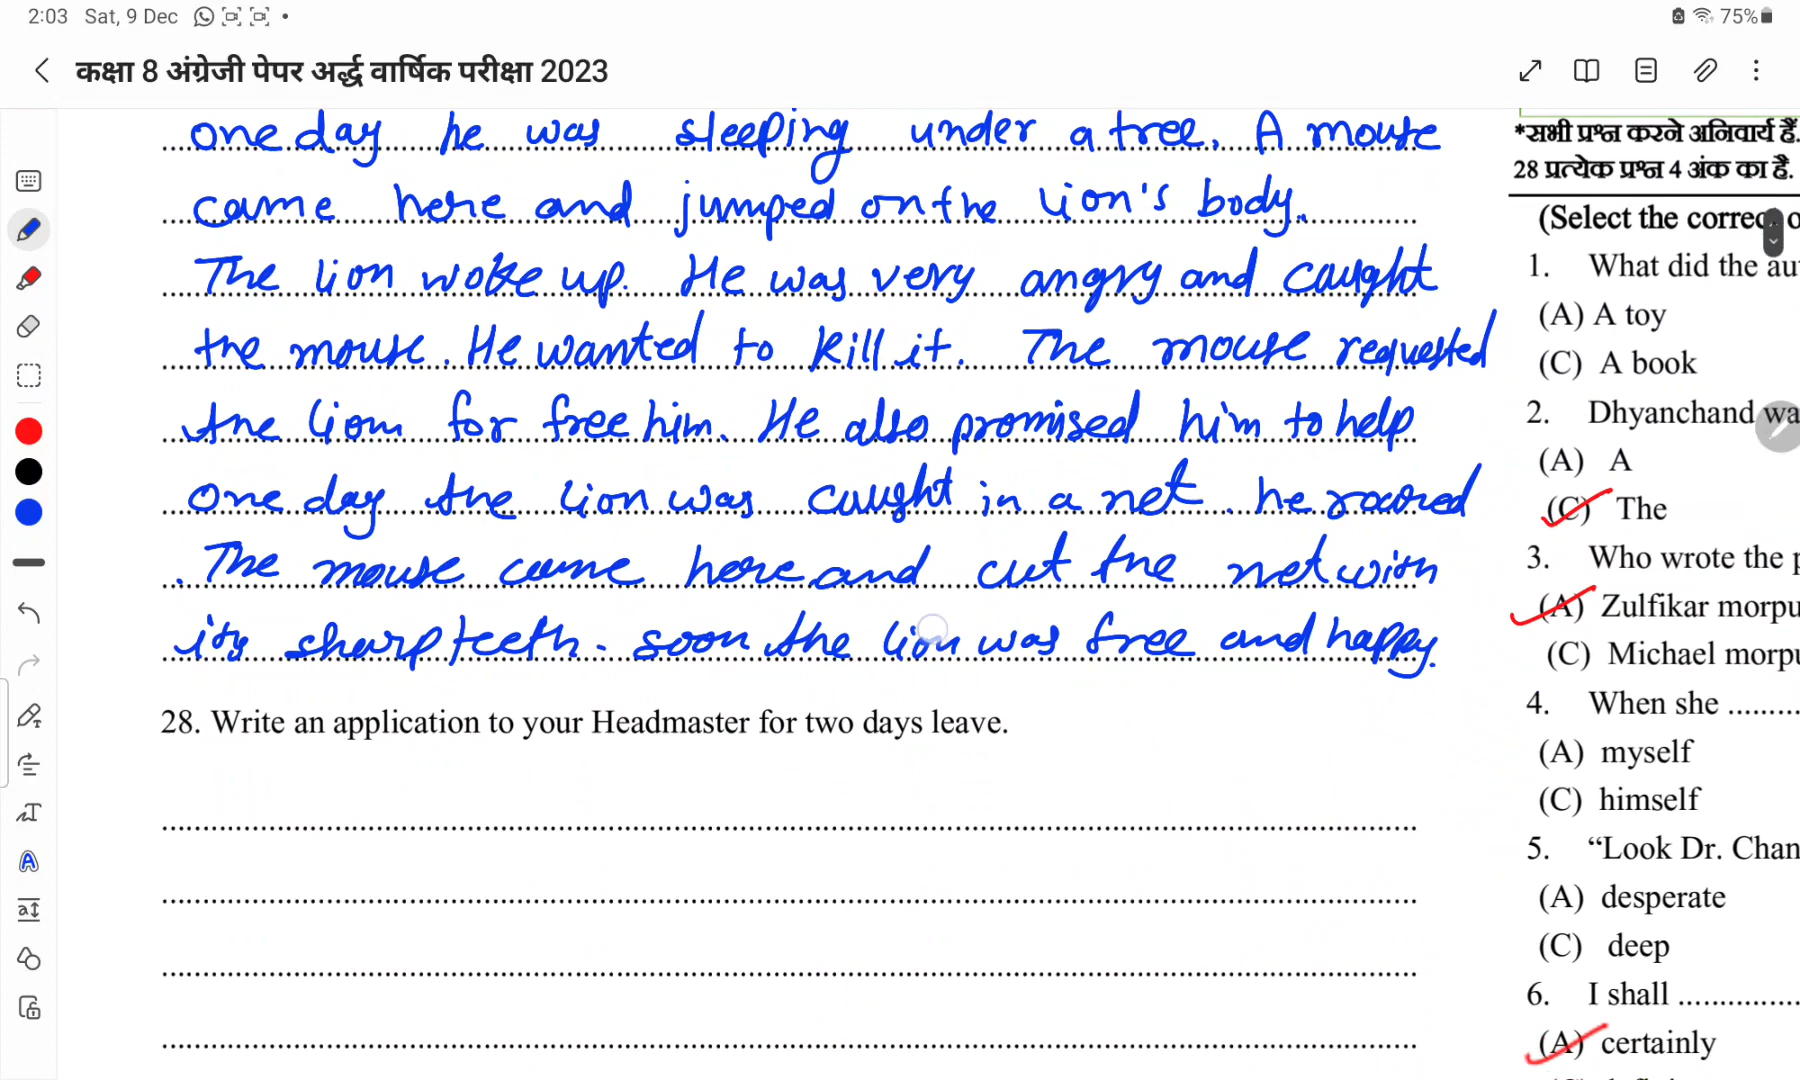 2:03 Sat, 9 Dec
75%
कक्षा 8 अंग्रेजी पेपर अर्द्ध वार्षिक परीक्षा 2023
one day he was sleeping under a tree. A mouse
came here and jumped on the lion's body.
The lion woke up. He was very angry and caught
the mouse. He wanted to kill it. The mouse requested
the lion for free him. He also promised him to help
One day the lion was caught in a net. he roared
. The mouse came here and cut the net with
its sharp teeth. soon the lion was free and happy.
28. Write an application to your Headmaster for two days leave.
*सभी प्रश्न करने अनिवार्य हैं.
28 प्रत्येक प्रश्न 4 अंक का है.
(Select the correc
1. What did the au
(A) A toy
(C) A book
2. Dhyanchand wa
(A) A
(C) The
3. Who wrote the p
(A) Zulfikar morpu
(C) Michael morpu
4. When she .........
(A) myself
(C) himself
5. “Look Dr. Chan
(A) desperate
(C) deep
6. I shall ...............
(A) certainly